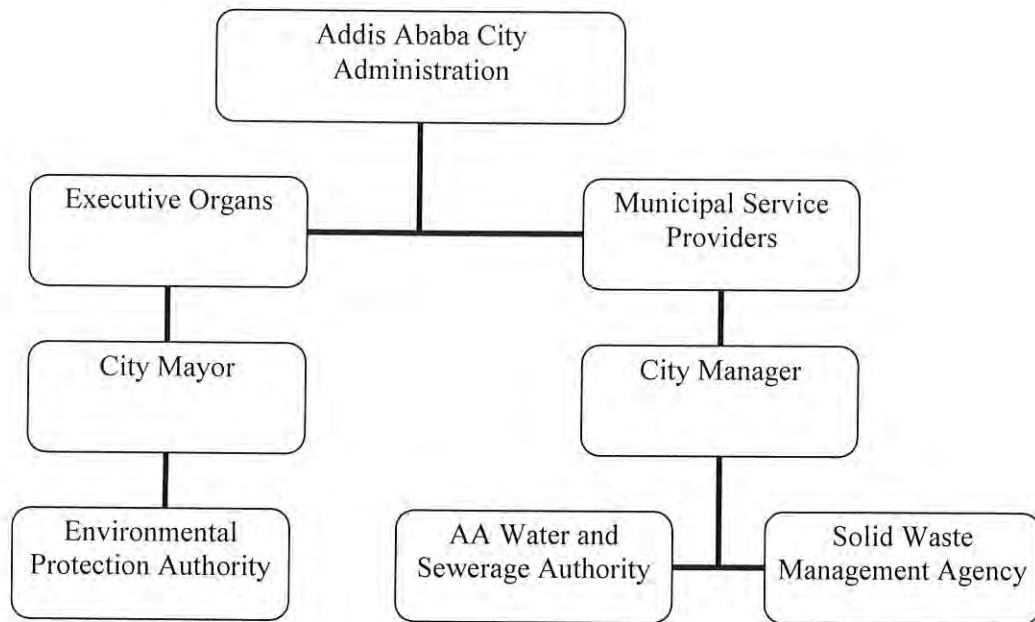 Addis Ababa City
Administration
Executive Organs
Municipal Service
Providers
City Mayor
City Manager
Environmental
Protection Authority
AA Water and
Sewerage Authority
Solid Waste
Management Agency